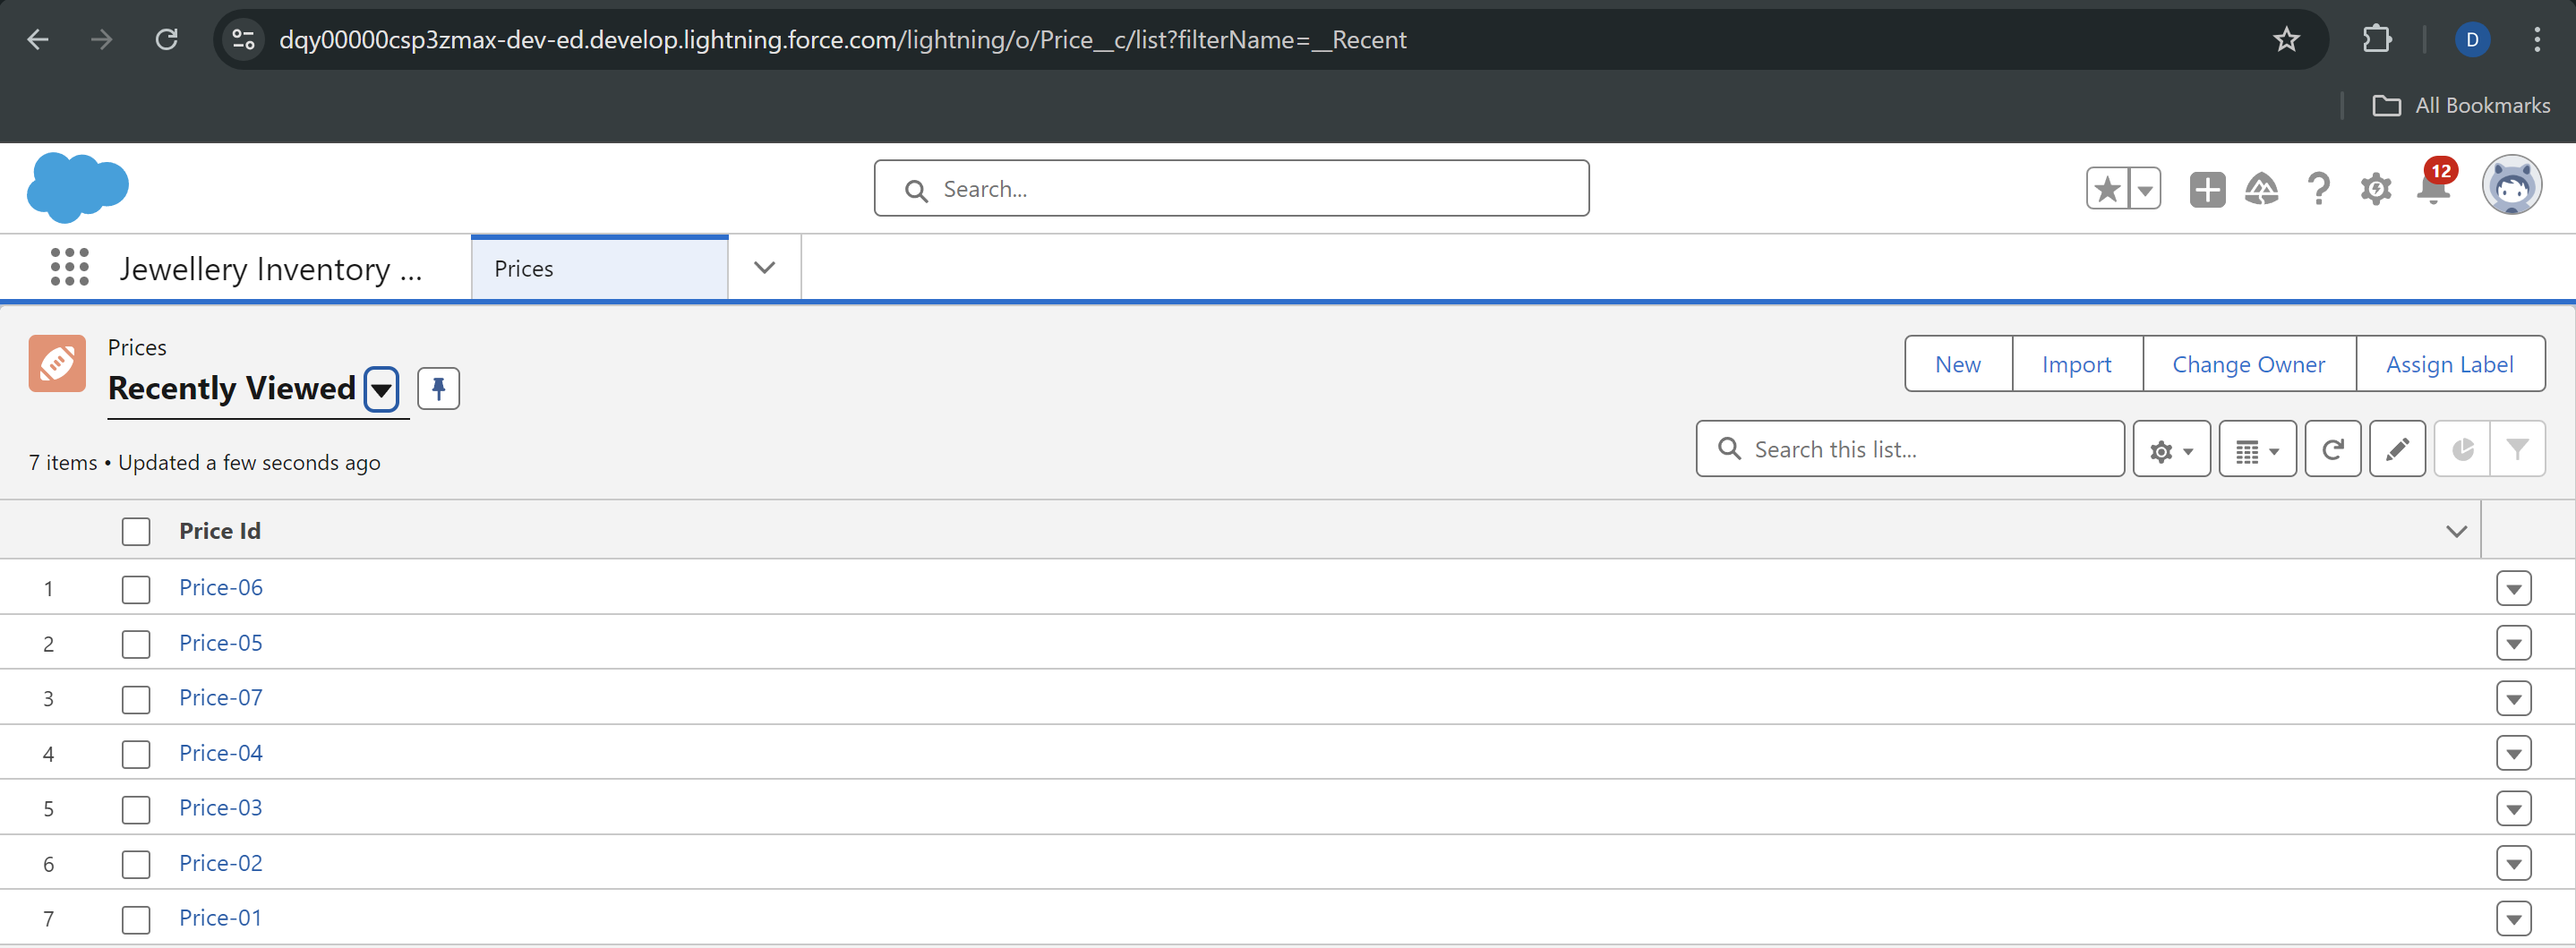 dqy00000csp3zmax-dev-ed.develop.lightning.force.com/lightning/o/Price__c/list?filterName=__Recent
D
All Bookmarks
Search...
12
Jewellery Inventory ...
Prices
Prices
Recently Viewed
New
Import
Change Owner
Assign Label
7 items • Updated a few seconds ago
Search this list...
Price Id
1 Price-06
2 Price-05
3 Price-07
4 Price-04
5 Price-03
6 Price-02
7 Price-01